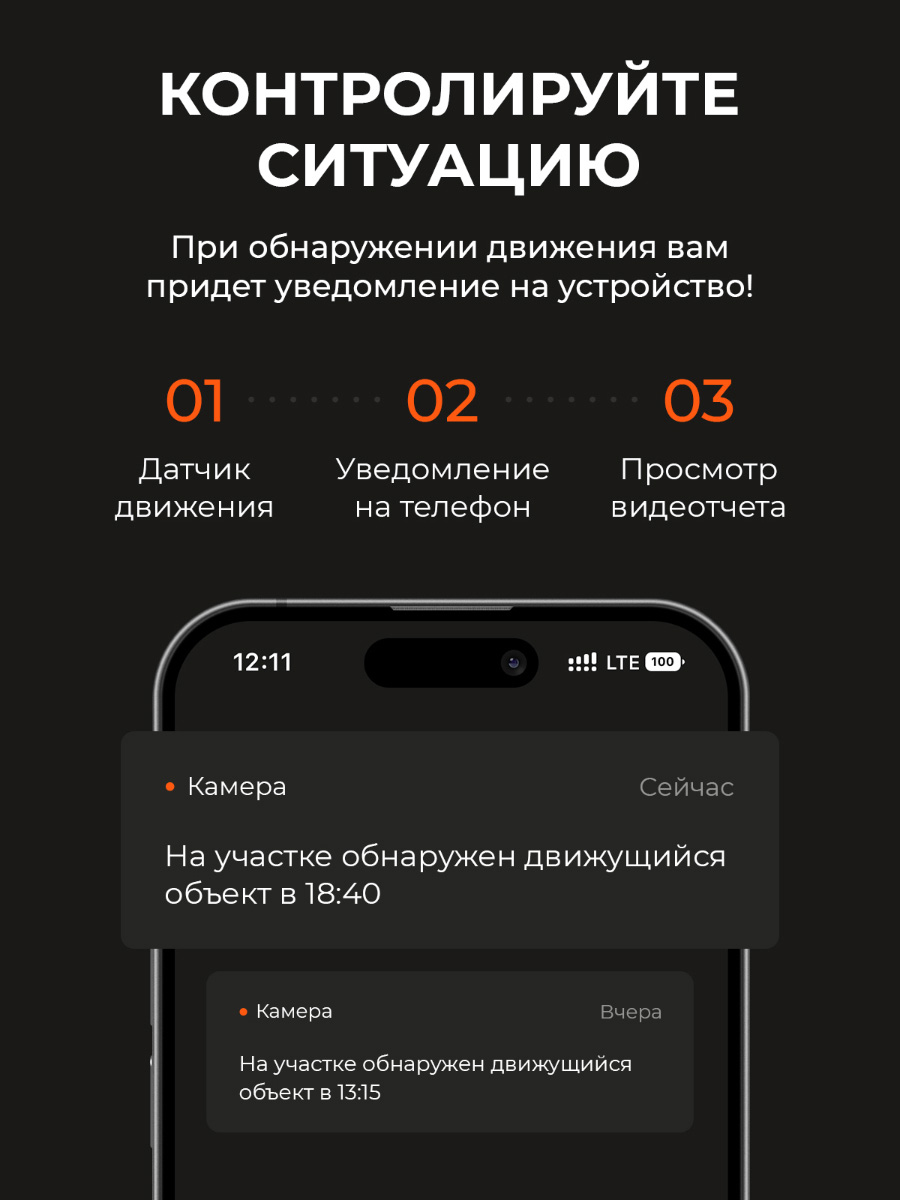 КОНТРОЛИРУЙТЕ
СИТУАЦИЮ
При обнаружении движения вам
придет уведомление на устройство!
01 02 03
Датчик Уведомление Просмотр
движения на телефон видеотчета
12:11 LTE 100
Камера Сейчас
На участке обнаружен движущийся
объект в 18:40
Камера Вчера
На участке обнаружен движущийся
объект в 13:15